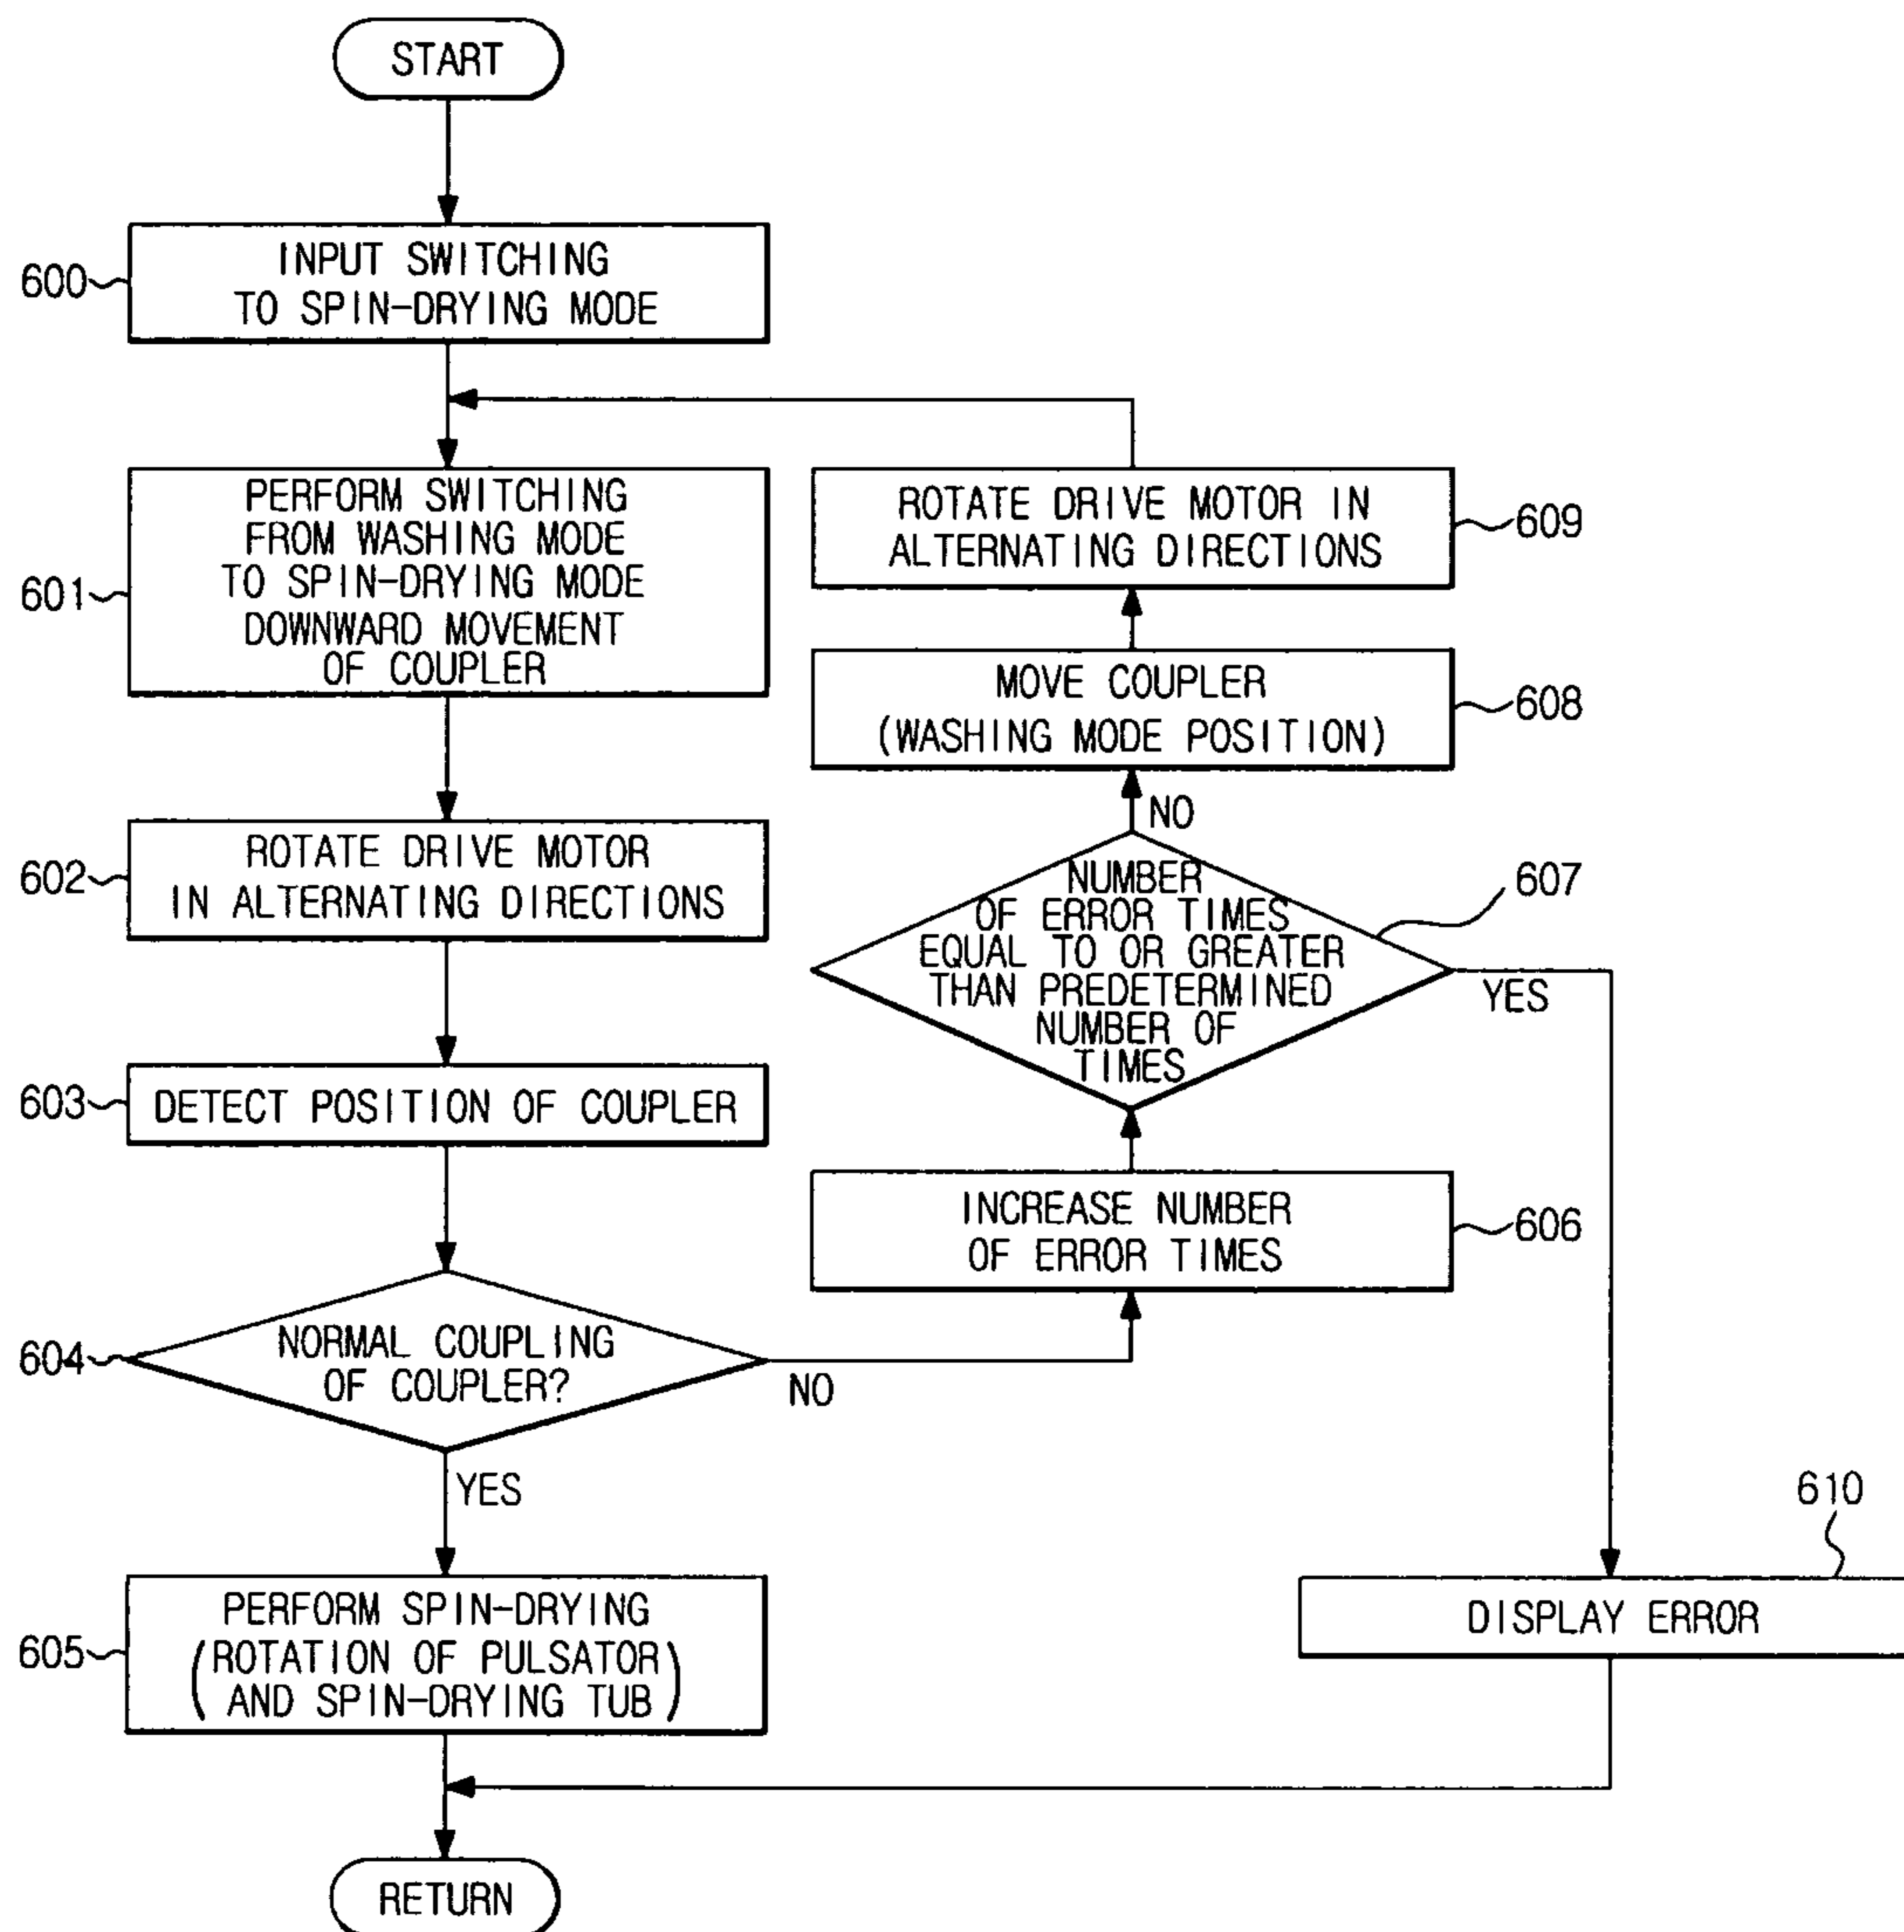 START
600
INPUT SWITCHING
TO SPIN-DRYING MODE
601
PERFORM SWITCHING
FROM WASHING MODE
TO SPIN-DRYING MODE
DOWNWARD MOVEMENT
OF COUPLER
602
ROTATE DRIVE MOTOR
IN ALTERNATING DIRECTIONS
603
DETECT POSITION OF COUPLER
604
NORMAL COUPLING
OF COUPLER?
NO
YES
605
PERFORM SPIN-DRYING
(ROTATION OF PULSATOR
AND SPIN-DRYING TUB)
RETURN
ROTATE DRIVE MOTOR IN
ALTERNATING DIRECTIONS
609
MOVE COUPLER
(WASHING MODE POSITION)
608
NO
NUMBER
OF ERROR TIMES
EQUAL TO OR GREATER
THAN PREDETERMINED
NUMBER OF
TIMES
607
YES
INCREASE NUMBER
OF ERROR TIMES
606
610
DISPLAY ERROR